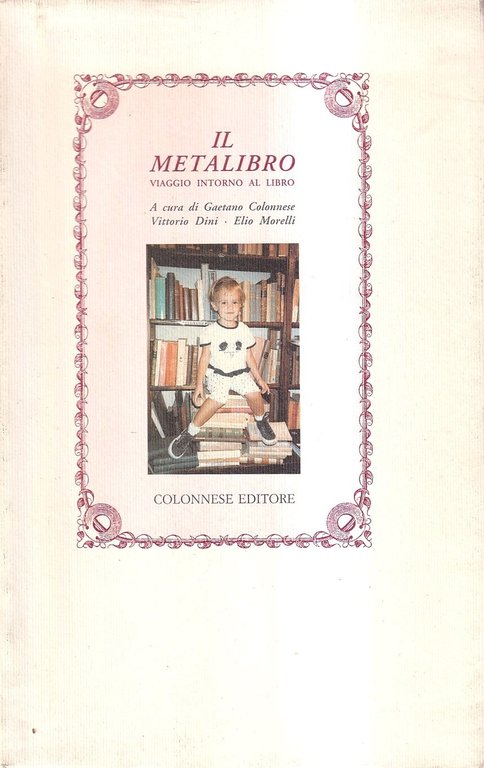 IL
METALIBRO
VIAGGIO INTORNO AL LIBRO
A cura di Gaetano Colonnese
Vittorio Dini · Elio Morelli
COLONNESE EDITORE